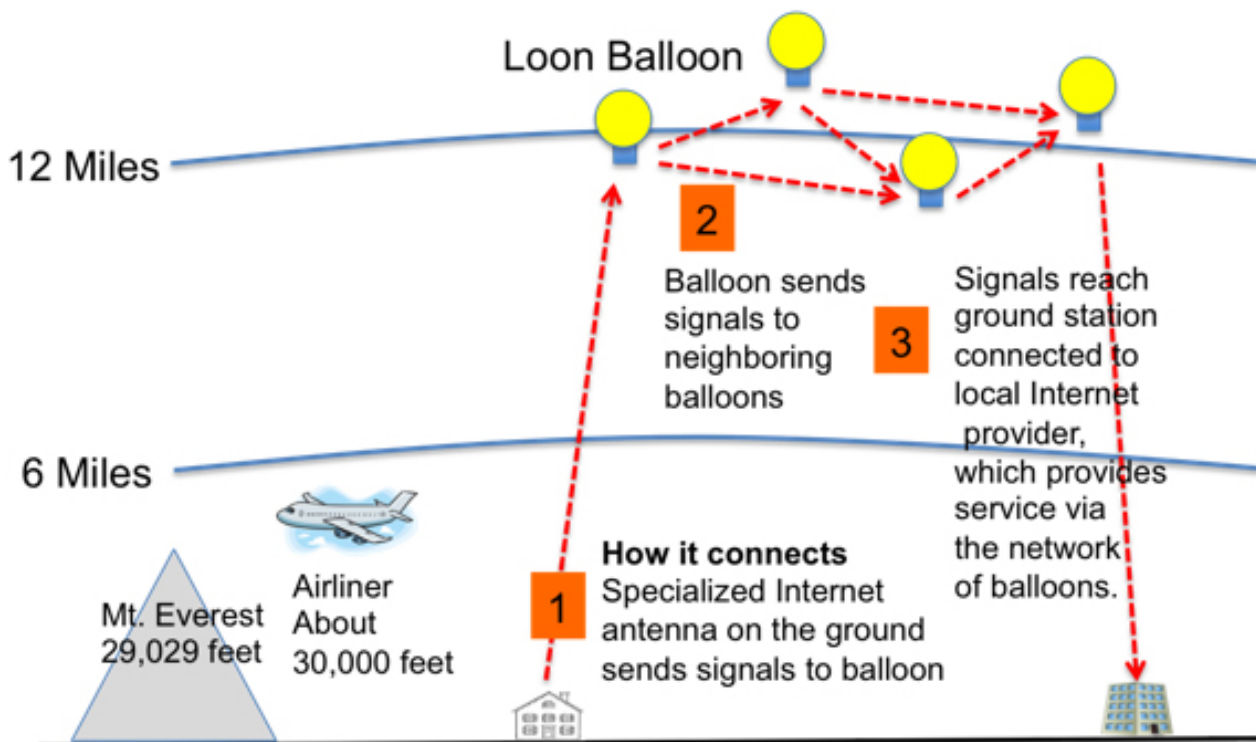 Loon Balloon
12 Miles
2
Balloon sends
signals to
neighboring
balloons
3
Signals reach
ground station
connected to
local Internet
provider,
which provides
service via
the network
of balloons.
6 Miles
Mt. Everest
29,029 feet
Airliner
About
30,000 feet
1
How it connects
Specialized Internet
antenna on the ground
sends signals to balloon